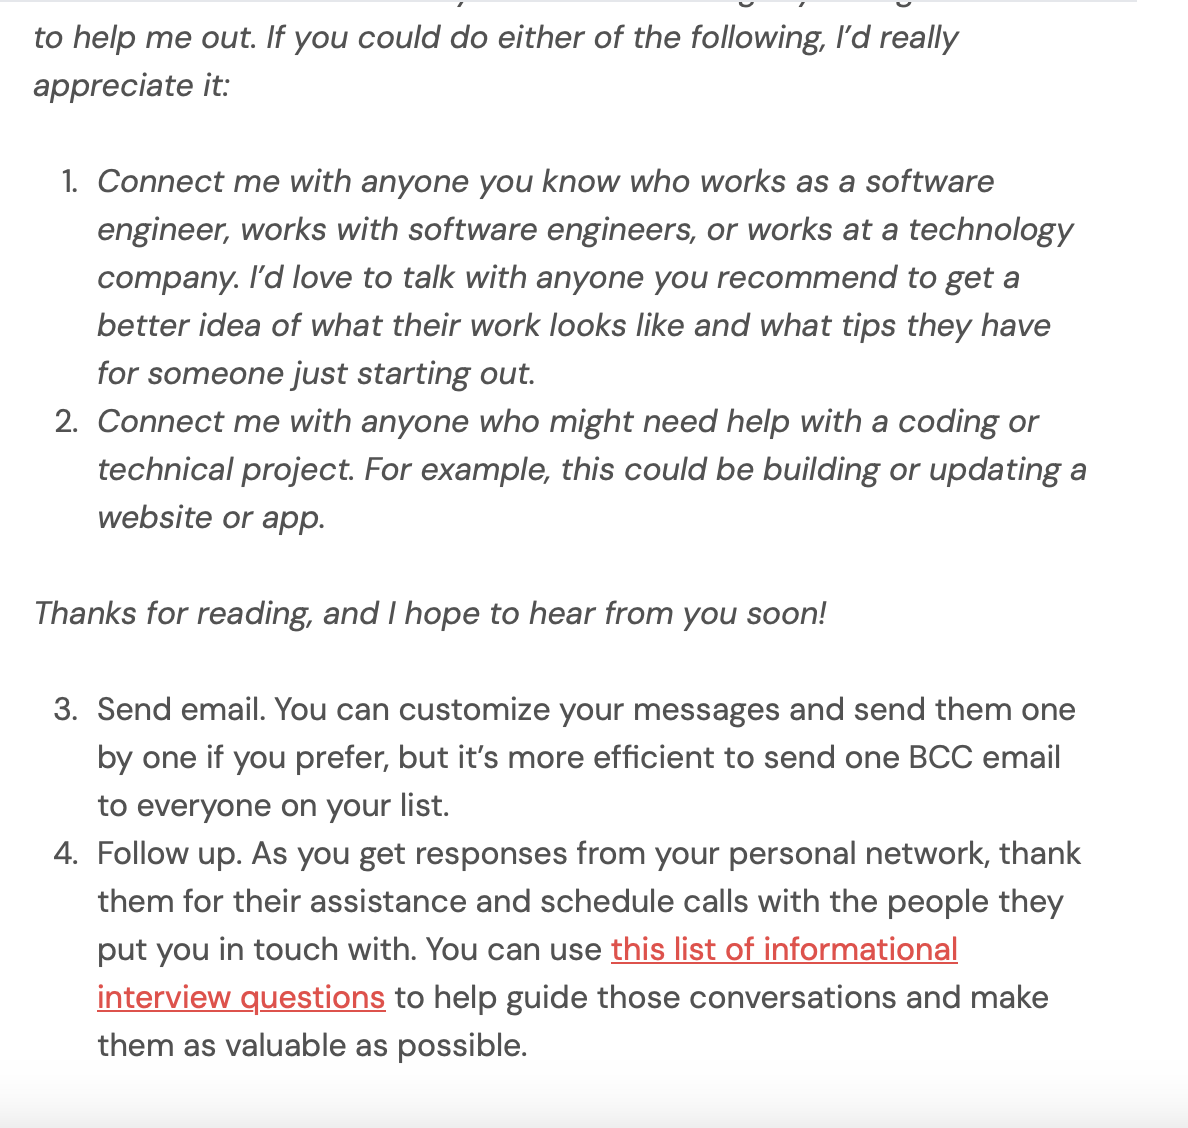 to help me out. If you could do either of the following, I’d really
appreciate it:
1. Connect me with anyone you know who works as a software
engineer, works with software engineers, or works at a technology
company. I’d love to talk with anyone you recommend to get a
better idea of what their work looks like and what tips they have
for someone just starting out.
2. Connect me with anyone who might need help with a coding or
technical project. For example, this could be building or updating a
website or app.
Thanks for reading, and I hope to hear from you soon!
3. Send email. You can customize your messages and send them one
by one if you prefer, but it’s more efficient to send one BCC email
to everyone on your list.
4. Follow up. As you get responses from your personal network, thank
them for their assistance and schedule calls with the people they
put you in touch with. You can use this list of informational
interview questions to help guide those conversations and make
them as valuable as possible.